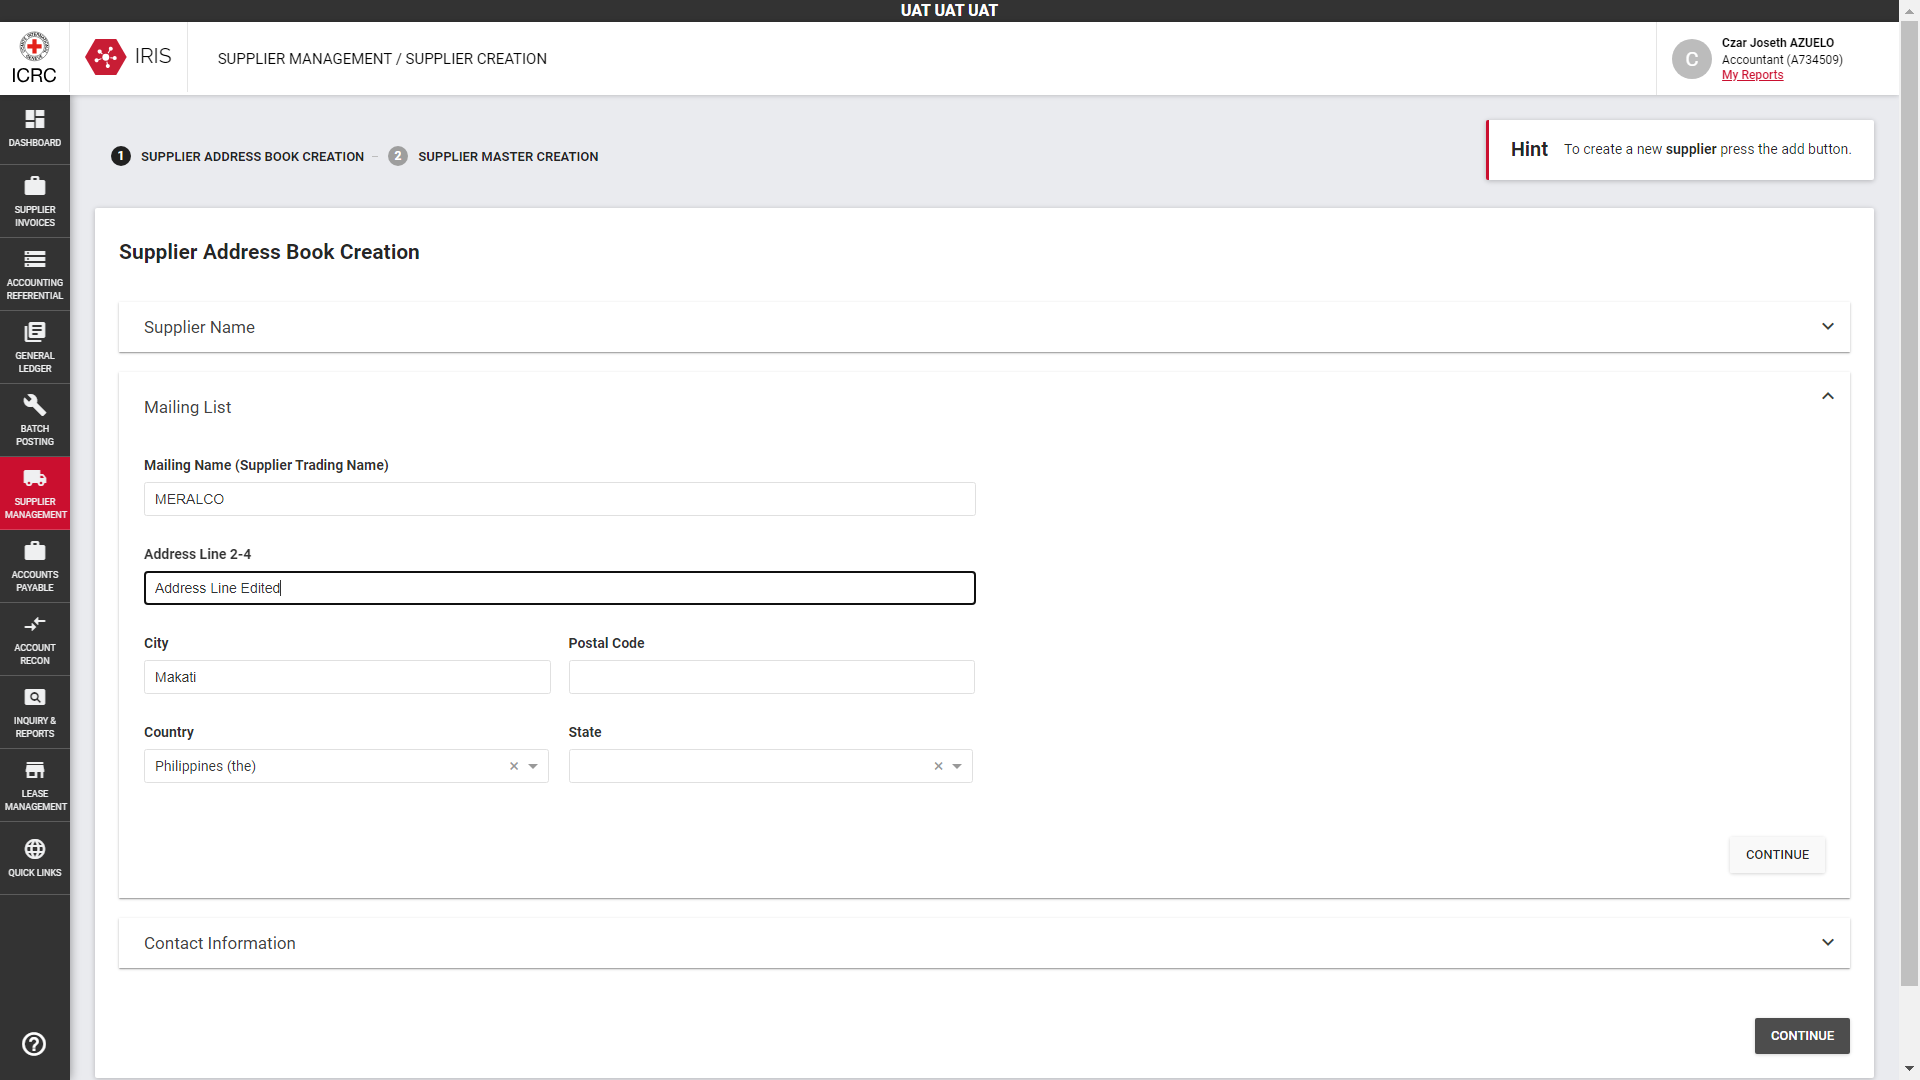 UAT UAT UAT
ICRC
IRIS
SUPPLIER MANAGEMENT / SUPPLIER CREATION
C
Czar Joseth AZUELO
Accountant (A734509)
My Reports
DASHBOARD
SUPPLIER
INVOICES
ACCOUNTING
REFERENTIAL
GENERAL
LEDGER
BATCH
POSTING
SUPPLIER
MANAGEMENT
ACCOUNTS
PAYABLE
ACCOUNT
RECON
INQUIRY &
REPORTS
LEASE
MANAGEMENT
QUICK LINKS
1 SUPPLIER ADDRESS BOOK CREATION – 2 SUPPLIER MASTER CREATION
Hint To create a new supplier press the add button.
Supplier Address Book Creation
Supplier Name
Mailing List
Mailing Name (Supplier Trading Name)
MERALCO
Address Line 2-4
Address Line Edited
City Postal Code
Makati
Country State
Philippines (the)
CONTINUE
Contact Information
CONTINUE